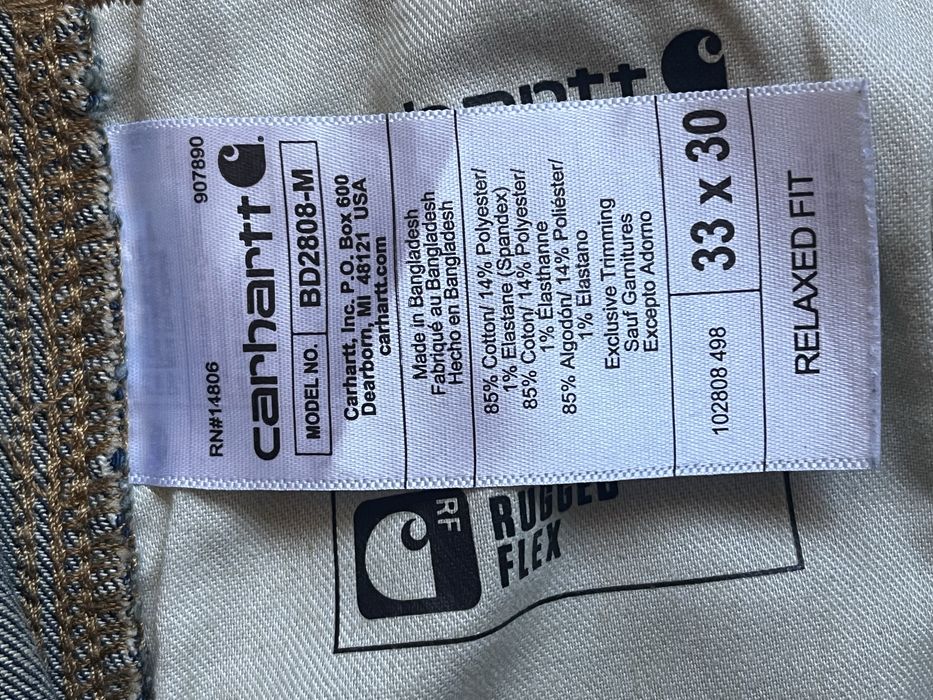 RN#14806 907890
carhartt
MODEL NO. BD2808-M
Carhartt, Inc. P.O. Box 600
Dearborn, MI 48121 USA
carhartt.com
Made in Bangladesh
Fabriqué au Bangladesh
Hecho en Bangladesh
85% Cotton/ 14% Polyester/
1% Elastane (Spandex)
85% Coton/ 14% Polyester/
1% Élasthanne
85% Algodón/ 14% Poliéster/
1% Elastano
Exclusive Trimming
Sauf Garnitures
Excepto Adorno
102808 498 33 x 30
RELAXED FIT
RF
RUGGED
FLEX